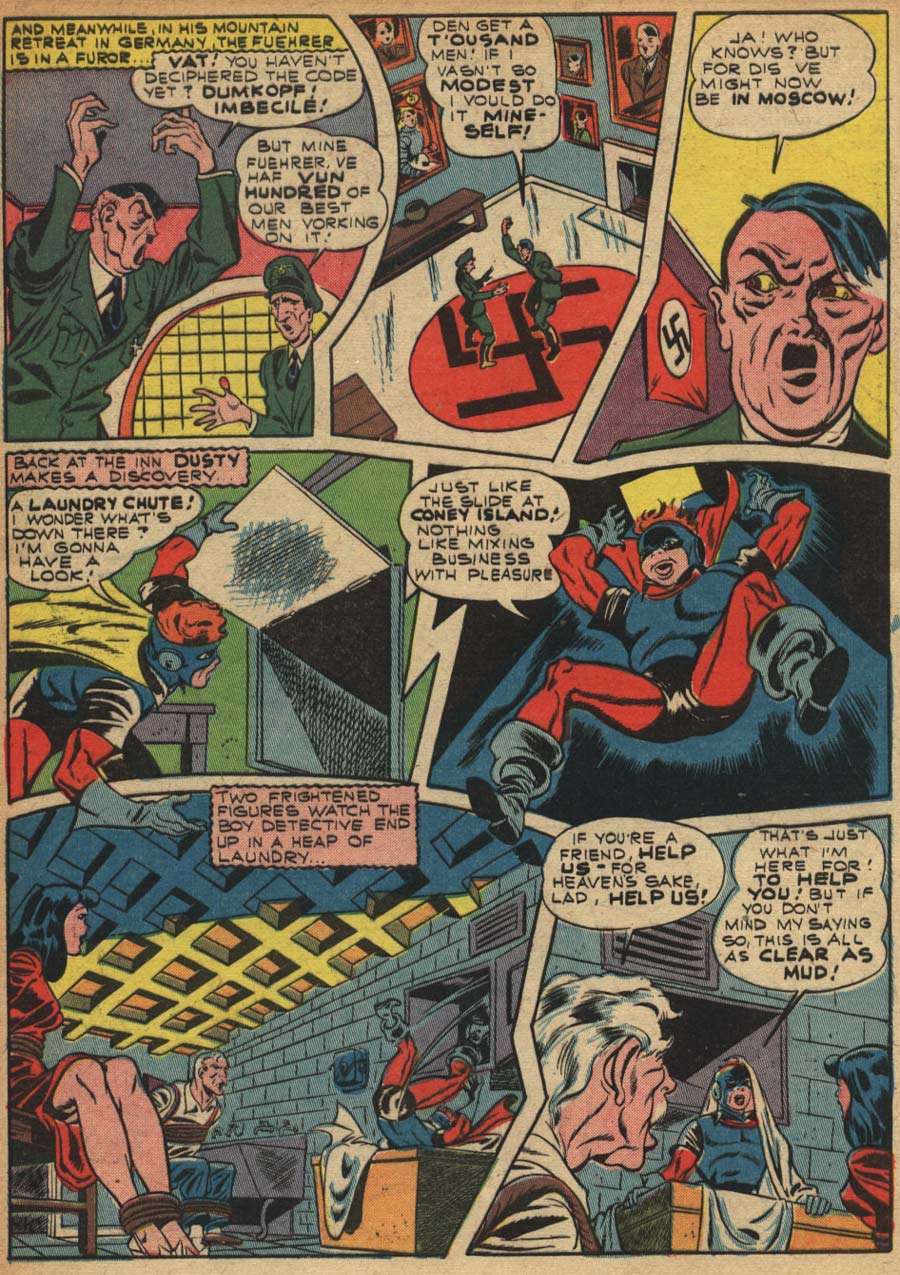 AND MEANWHILE, IN HIS MOUNTAIN
RETREAT IN GERMANY, THE FUEHRER
IS IN A FUROR...
VAT! YOU HAVEN'T
DECIPHERED THE CODE
YET? DUMKOPF!
IMBECILE!
BUT MINE
FUEHRER, VE
HAF VUN
HUNDRED OF
OUR BEST
MEN VORKING
ON IT!
DEN GET A
T'OUSAND
MEN! IF I
VASN'T SO
MODEST
I VOULD DO
IT MINE-
SELF!
JA! WHO
KNOWS? BUT
FOR DIS VE
MIGHT NOW
BE IN MOSCOW!
BACK AT THE INN DUSTY
MAKES A DISCOVERY...
A LAUNDRY CHUTE!
I WONDER WHAT'S
DOWN THERE?
I'M GONNA
HAVE A
LOOK!
JUST LIKE
THE SLIDE AT
CONEY ISLAND!
NOTHING
LIKE MIXING
BUSINESS
WITH PLEASURE
TWO FRIGHTENED
FIGURES WATCH THE
BOY DETECTIVE END
UP IN A HEAP OF
LAUNDRY...
IF YOU'RE A
FRIEND, HELP
US - FOR
HEAVEN'S SAKE,
LAD, HELP US!
THAT'S JUST
WHAT I'M
HERE FOR!
TO HELP
YOU! BUT IF
YOU DON'T
MIND MY SAYING
SO, THIS IS ALL
AS CLEAR AS
MUD!